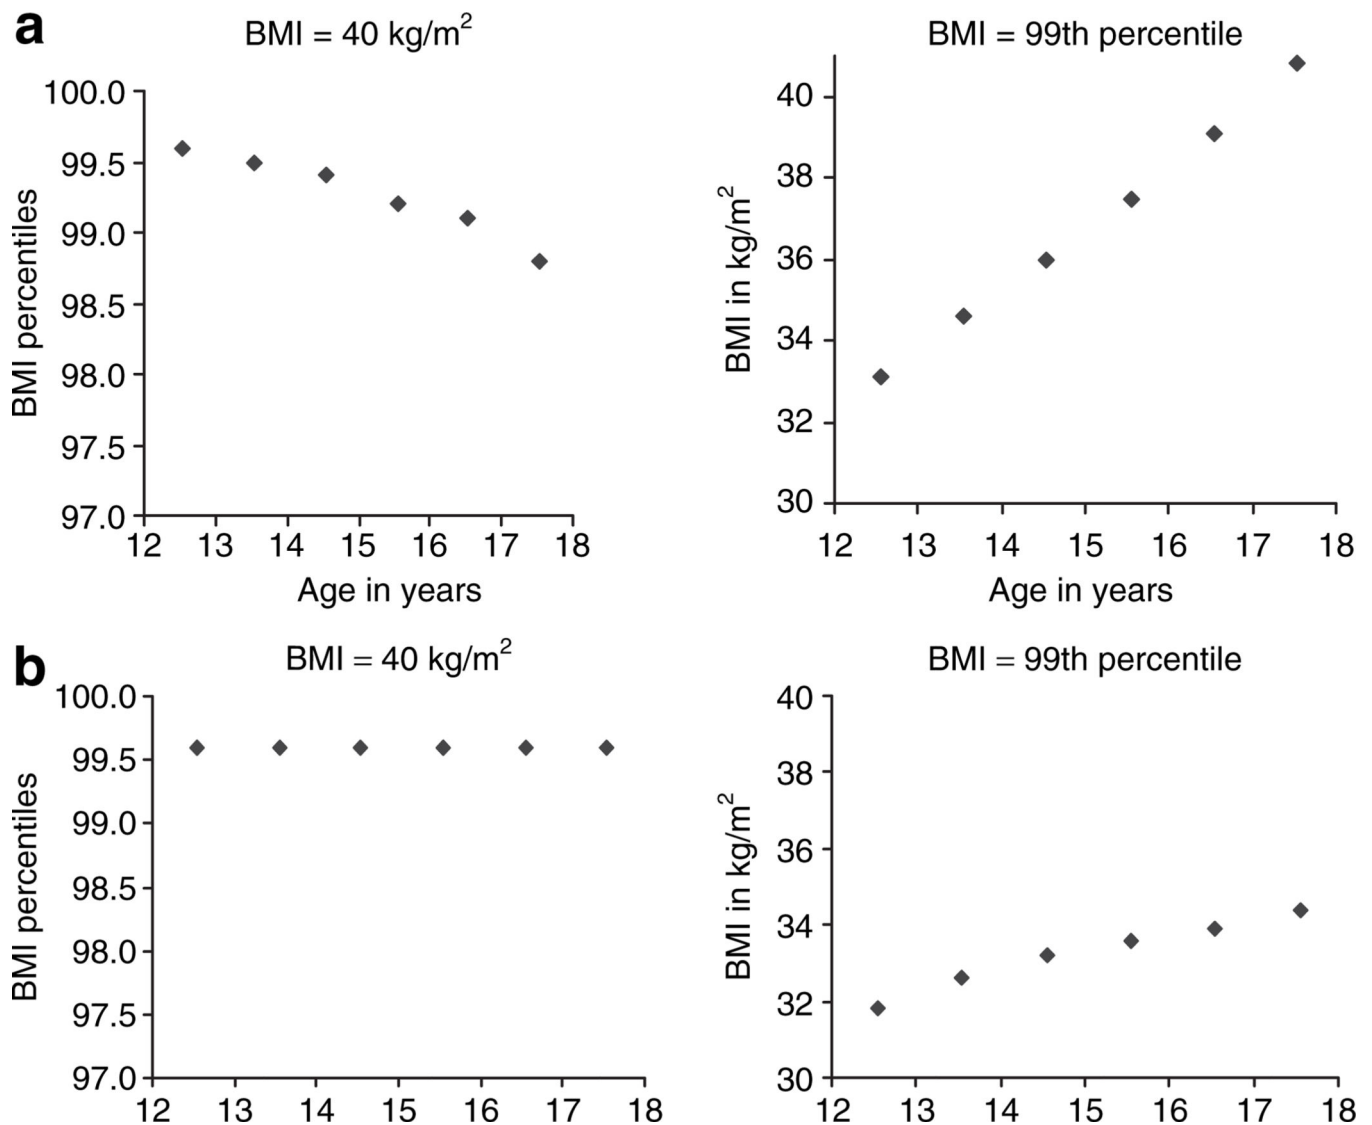 a
BMI = 40 kg/m²
BMI percentiles
100.0
99.5
99.0
98.5
98.0
97.5
97.0
12 13 14 15 16 17 18
Age in years
BMI = 99th percentile
BMI in kg/m²
40
38
36
34
32
30
12 13 14 15 16 17 18
Age in years
b
BMI = 40 kg/m²
BMI percentiles
100.0
99.5
99.0
98.5
98.0
97.5
97.0
12 13 14 15 16 17 18
BMI = 99th percentile
BMI in kg/m²
40
38
36
34
32
30
12 13 14 15 16 17 18